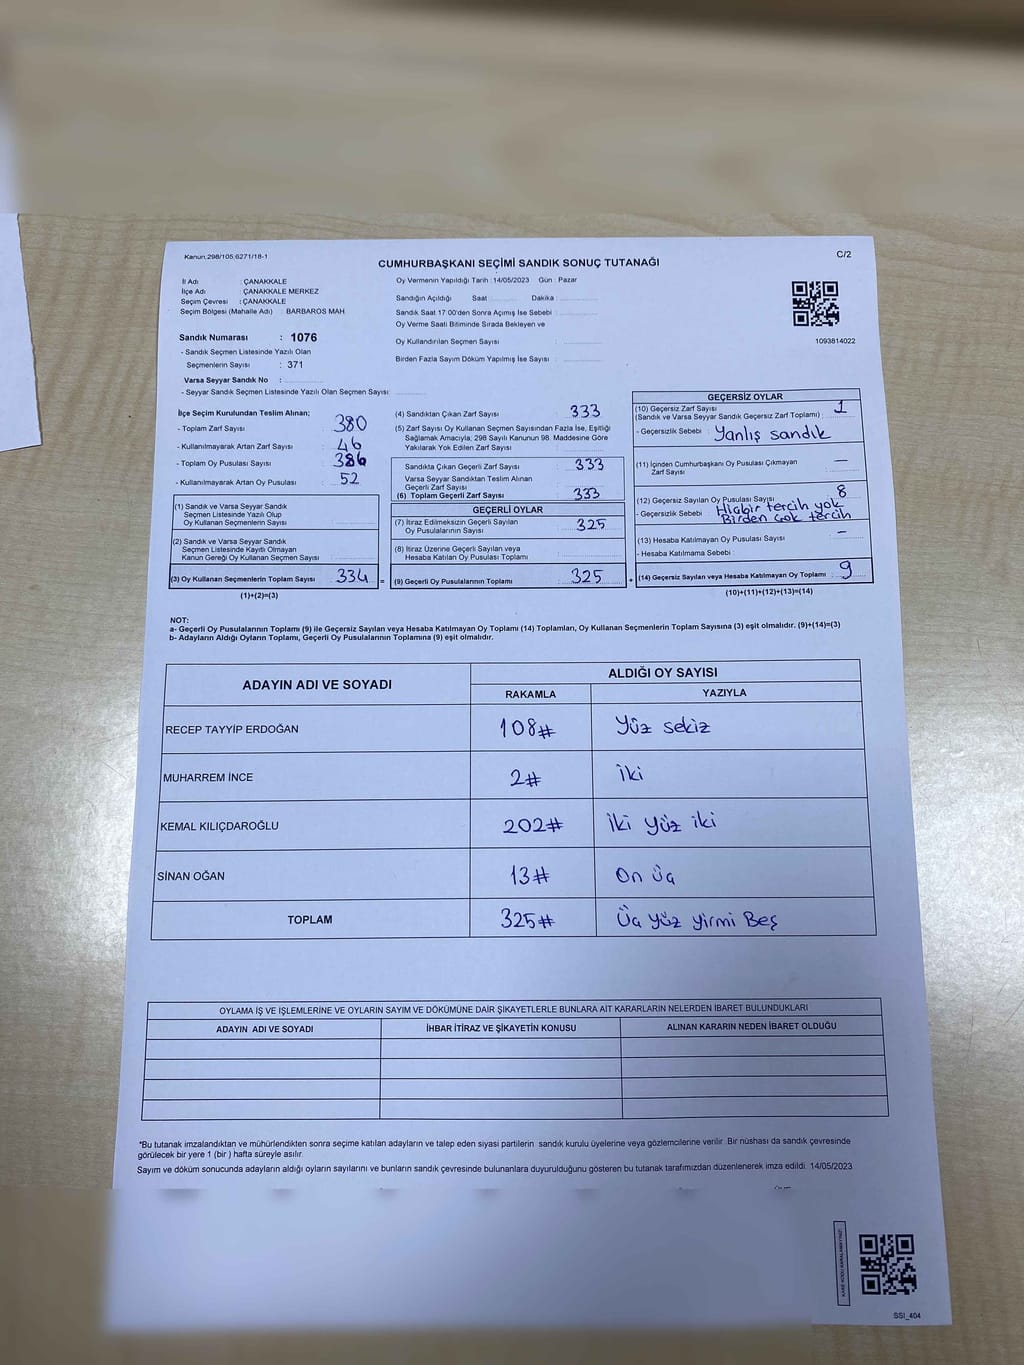 Kanun:298/105;6271/18-1
C/2
CUMHURBAŞKANI SEÇİMİ SANDIK SONUÇ TUTANAĞI
İl Adı : ÇANAKKALE
İlçe Adı : ÇANAKKALE MERKEZ
Seçim Çevresi : ÇANAKKALE
Seçim Bölgesi (Mahalle Adı) : BARBAROS MAH.
Sandık Numarası : 1076
- Sandık Seçmen Listesinde Yazılı Olan
Seçmenlerin Sayısı : 371
Varsa Seyyar Sandık No :
- Seyyar Sandık Seçmen Listesinde Yazılı Olan Seçmen Sayısı
Oy Vermenin Yapıldığı Tarih :14/05/2023 Gün : Pazar
Sandığın Açıldığı Saat Dakika :
Sandık Saat 17:00'den Sonra Açımış İse Sebebi :
Oy Verme Saati Bitiminde Sırada Bekleyen ve
Oy Kullandırılan Seçmen Sayısı :
Birden Fazla Sayım Döküm Yapılmış İse Sayısı :
1093814022
İlçe Seçim Kurulundan Teslim Alınan;
- Toplam Zarf Sayısı : 380
- Kullanılmayarak Artan Zarf Sayısı : 46
- Toplam Oy Pusulası Sayısı : 386
- Kullanılmayarak Artan Oy Pusulası : 52
(1) Sandık ve Varsa Seyyar Sandık
Seçmen Listesinde Yazılı Olup
Oy Kullanan Seçmenlerin Sayısı :
(2) Sandık ve Varsa Seyyar Sandık
Seçmen Listesinde Kayıtlı Olmayan
Kanun Gereği Oy Kullanan Seçmen Sayısı
(3) Oy Kullanan Seçmenlerin Toplam Sayısı : 334 =
(1)+(2)=(3)
(4) Sandıktan Çıkan Zarf Sayısı : 333
(5) Zarf Sayısı Oy Kullanan Seçmen Sayısından Fazla İse, Eşitliği
Sağlamak Amacıyla; 298 Sayılı Kanunun 98. Maddesine Göre
Yakılarak Yok Edilen Zarf Sayısı :
Sandıkta Çıkan Geçerli Zarf Sayısı : 333
Varsa Seyyar Sandıktan Teslim Alınan
Geçerli Zarf Sayısı
(6) Toplam Geçerli Zarf Sayısı : 333
GEÇERLİ OYLAR
(7) İtiraz Edilmeksizin Geçerli Sayılan
Oy Pusulalarının Sayısı : 325
(8) İtiraz Üzerine Geçerli Sayılan veya
Hesaba Katılan Oy Pusulası Toplamı :
(9) Geçerli Oy Pusulalarının Toplamı : 325 +
GEÇERSİZ OYLAR
(10) Geçersiz Zarf Sayısı
(Sandık ve Varsa Seyyar Sandık Geçersiz Zarf Toplamı) : 1
- Geçersizlik Sebebi : Yanlış sandık
(11) İçinden Cumhurbaşkanı Oy Pusulası Çıkmayan
Zarf Sayısı : —
(12) Geçersiz Sayılan Oy Pusulası Sayısı : 8
- Geçersizlik Sebebi : Hiçbir tercih yok
Birden çok tercih
(13) Hesaba Katılmayan Oy Pusulası Sayısı : -
- Hesaba Katılmama Sebebi :
(14) Geçersiz Sayılan veya Hesaba Katılmayan Oy Toplamı : 9
(10)+(11)+(12)+(13)=(14)
NOT:
a- Geçerli Oy Pusulalarının Toplamı (9) ile Geçersiz Sayılan veya Hesaba Katılmayan Oy Toplamı (14) Toplamları, Oy Kullanan Seçmenlerin Toplam Sayısına (3) eşit olmalıdır. (9)+(14)=(3)
b- Adayların Aldığı Oyların Toplamı, Geçerli Oy Pusulalarının Toplamına (9) eşit olmalıdır.
ADAYIN ADI VE SOYADI
ALDIĞI OY SAYISI
RAKAMLA YAZIYLA
RECEP TAYYİP ERDOĞAN 108# Yüz sekiz
MUHARREM İNCE 2# iki
KEMAL KILIÇDAROĞLU 202# iki yüz iki
SİNAN OĞAN 13# On üç
TOPLAM 325# Üç yüz yirmi Beş
OYLAMA İŞ VE İŞLEMLERİNE VE OYLARIN SAYIM VE DÖKÜMÜNE DAİR ŞİKAYETLERLE BUNLARA AİT KARARLARIN NELERDEN İBARET BULUNDUKLARI
ADAYIN ADI VE SOYADI İHBAR İTİRAZ VE ŞİKAYETİN KONUSU ALINAN KARARIN NEDEN İBARET OLDUĞU
*Bu tutanak imzalandıktan ve mühürlendikten sonra seçime katılan adayların ve talep eden siyasi partilerin sandık kurulu üyelerine veya gözlemcilerine verilir. Bir nüshası da sandık çevresinde
görülecek bir yere 1 (bir ) hafta süreyle asılır.
Sayım ve döküm sonucunda adayların aldığı oyların sayılarını ve bunların sandık çevresinde bulunanlara duyurulduğunu gösteren bu tutanak tarafımızdan düzenlenerek imza edildi. 14/05/2023
KARE KODU KARALAMAYINIZ!
SSI_404